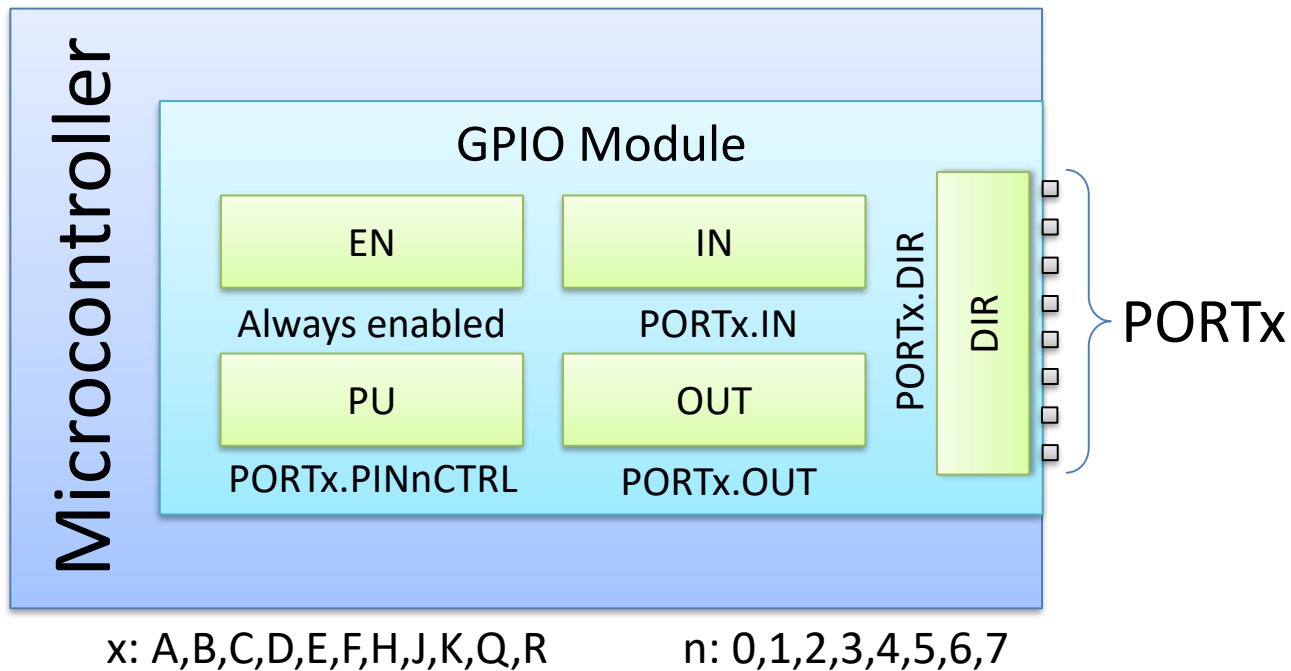 Microcontroller
GPIO Module
EN
IN
Always enabled
PORTx.IN
PU
OUT
PORTx.PINnCTRL
PORTx.OUT
PORTx.DIR
DIR
PORTx
x: A,B,C,D,E,F,H,J,K,Q,R
n: 0,1,2,3,4,5,6,7